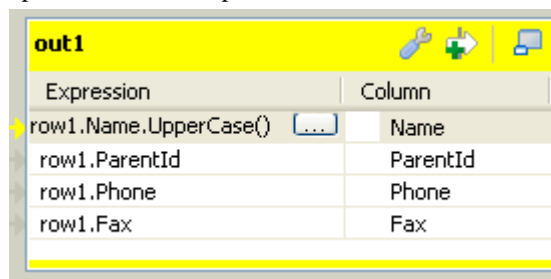 out1
Expression Column
row1.Name.UpperCase() ... Name
row1.ParentId ParentId
row1.Phone Phone
row1.Fax Fax